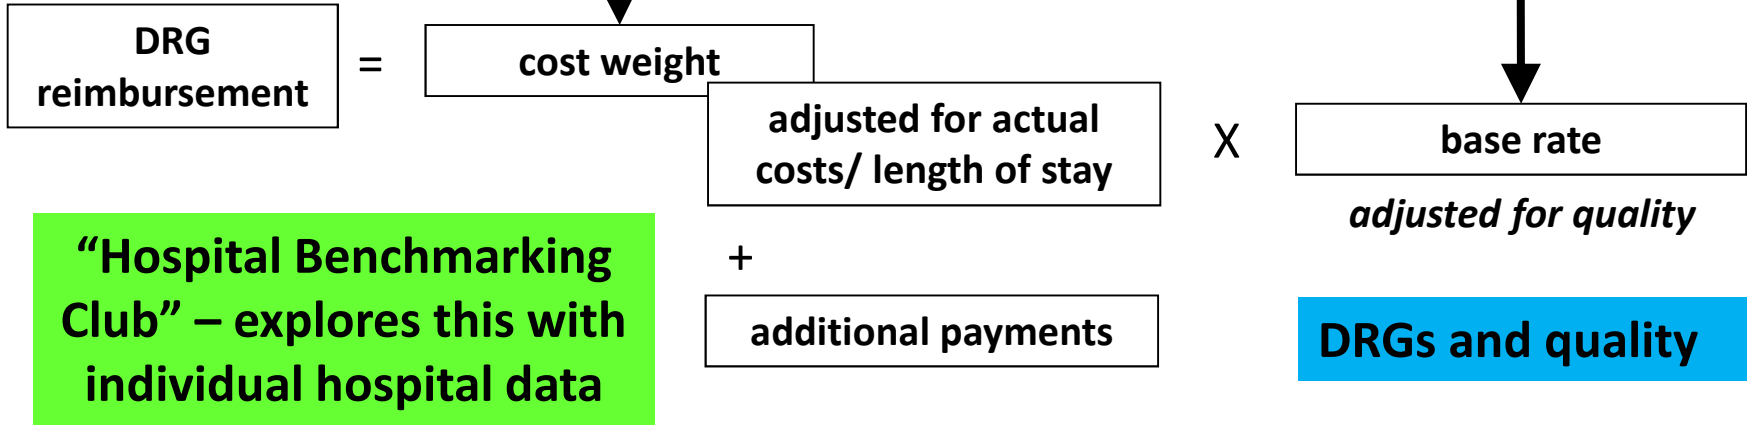 DRG
reimbursement
=
cost weight
adjusted for actual
costs/ length of stay
X
base rate
adjusted for quality
“Hospital Benchmarking
Club” – explores this with
individual hospital data
+
additional payments
DRGs and quality